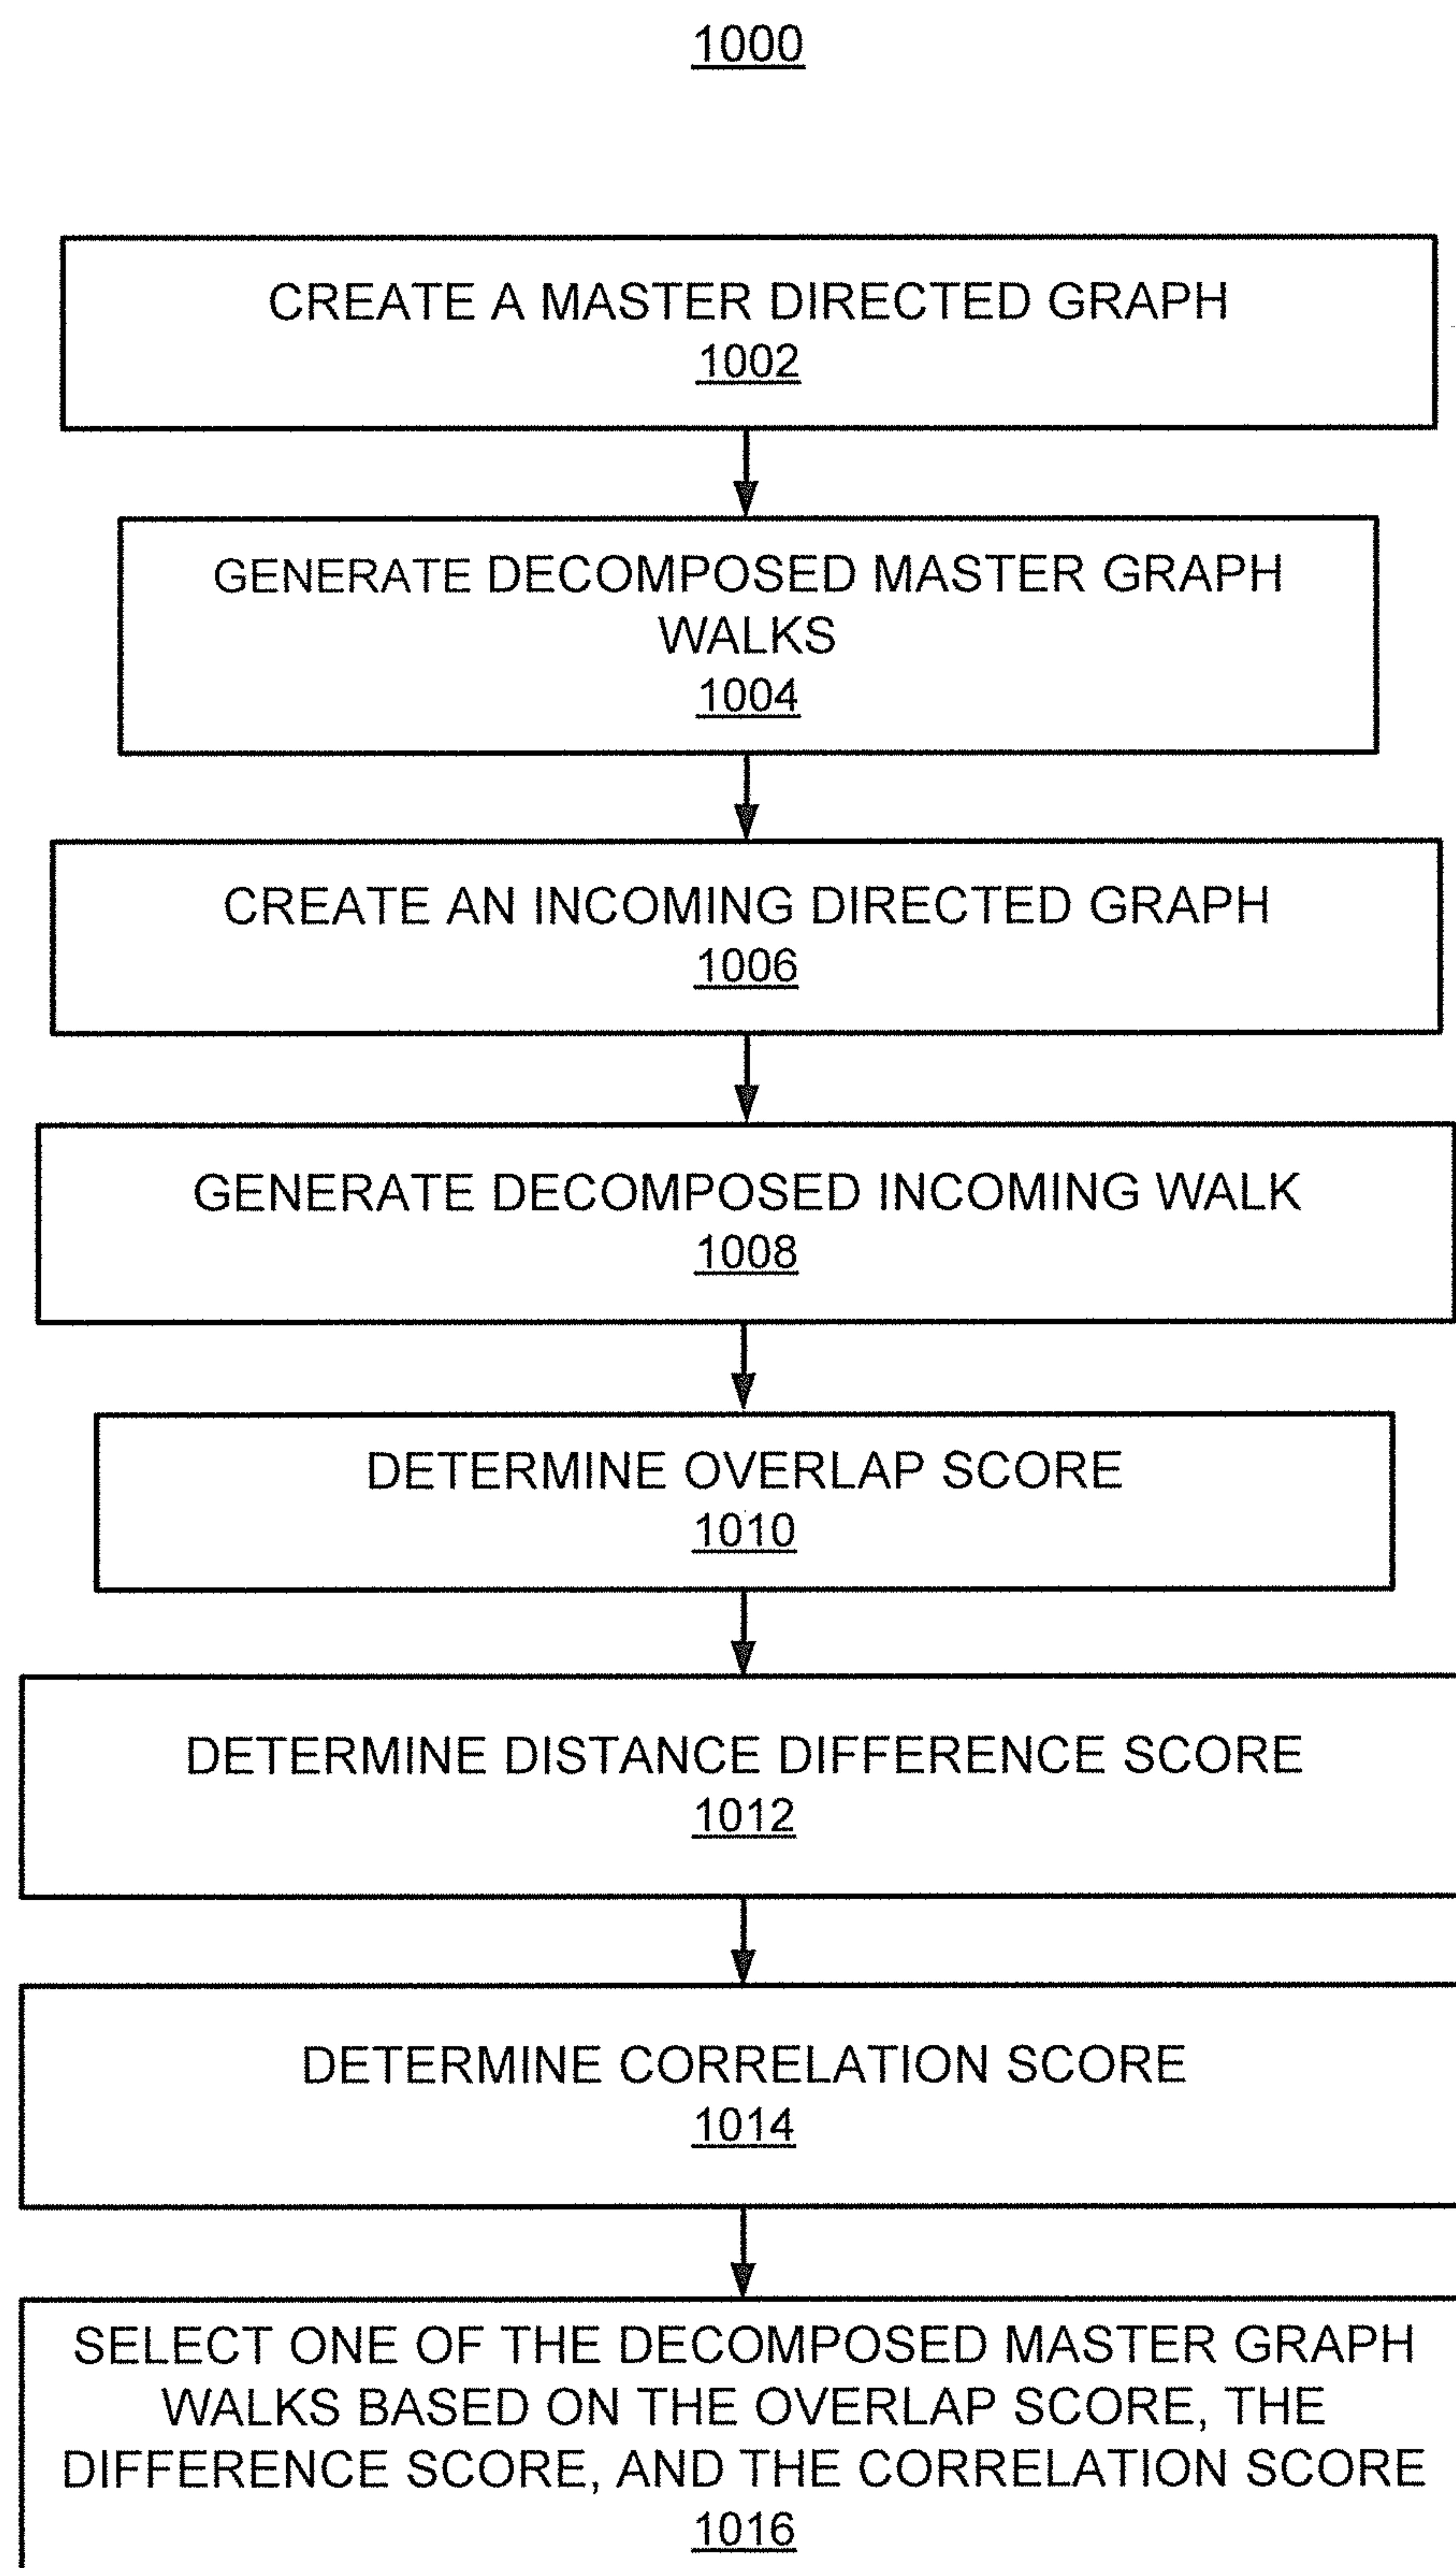 1000
CREATE A MASTER DIRECTED GRAPH
1002
GENERATE DECOMPOSED MASTER GRAPH
WALKS
1004
CREATE AN INCOMING DIRECTED GRAPH
1006
GENERATE DECOMPOSED INCOMING WALK
1008
DETERMINE OVERLAP SCORE
1010
DETERMINE DISTANCE DIFFERENCE SCORE
1012
DETERMINE CORRELATION SCORE
1014
SELECT ONE OF THE DECOMPOSED MASTER GRAPH
WALKS BASED ON THE OVERLAP SCORE, THE
DIFFERENCE SCORE, AND THE CORRELATION SCORE
1016